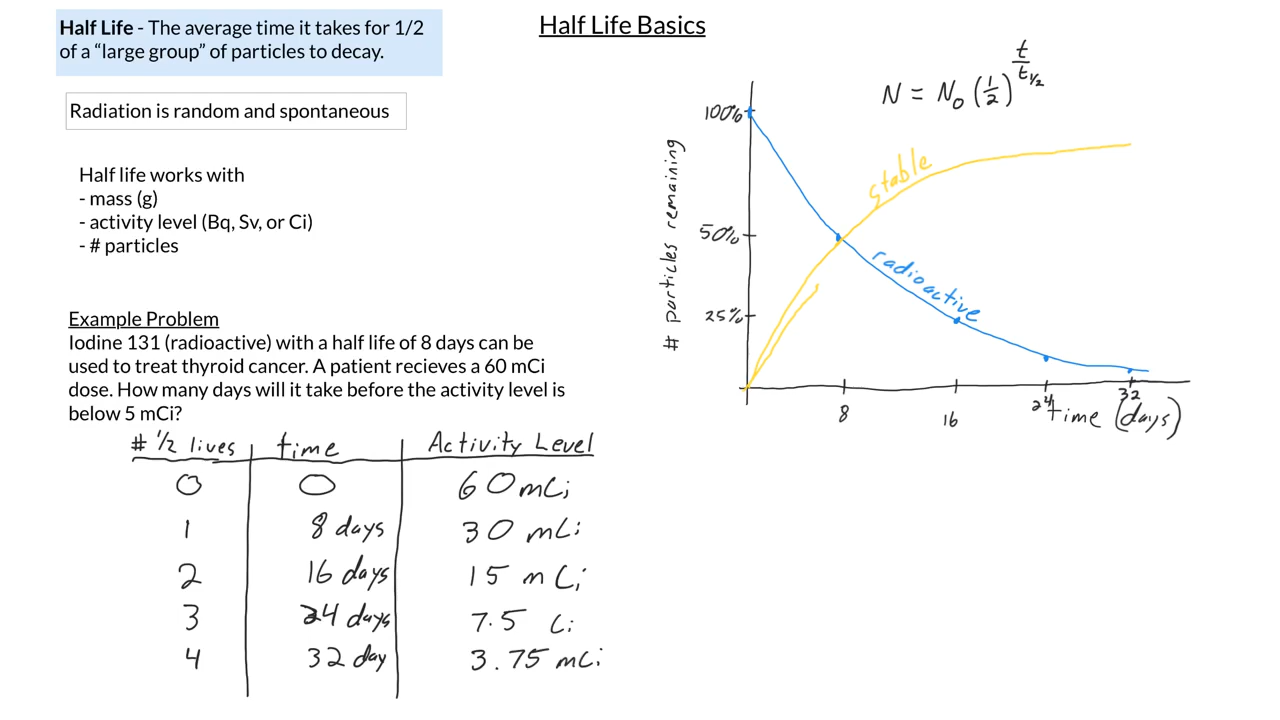 Half Life Basics
Half Life - The average time it takes for 1/2
of a “large group” of particles to decay.
Radiation is random and spontaneous
Half life works with
- mass (g)
- activity level (Bq, Sv, or Ci)
- # particles
Example Problem
Iodine 131 (radioactive) with a half life of 8 days can be
used to treat thyroid cancer. A patient recieves a 60 mCi
dose. How many days will it take before the activity level is
below 5 mCi?
# 1/2 lives time Activity Level
0 0 60 mCi
1 8 days 30 mCi
2 16 days 15 mCi
3 24 days 7.5 Ci
4 32 day 3.75 mCi
N = N₀ (1/2)^(t/t1/2)
# particles remaining
100%
50%
25%
stable
radioactive
8 16 24 32
time (days)